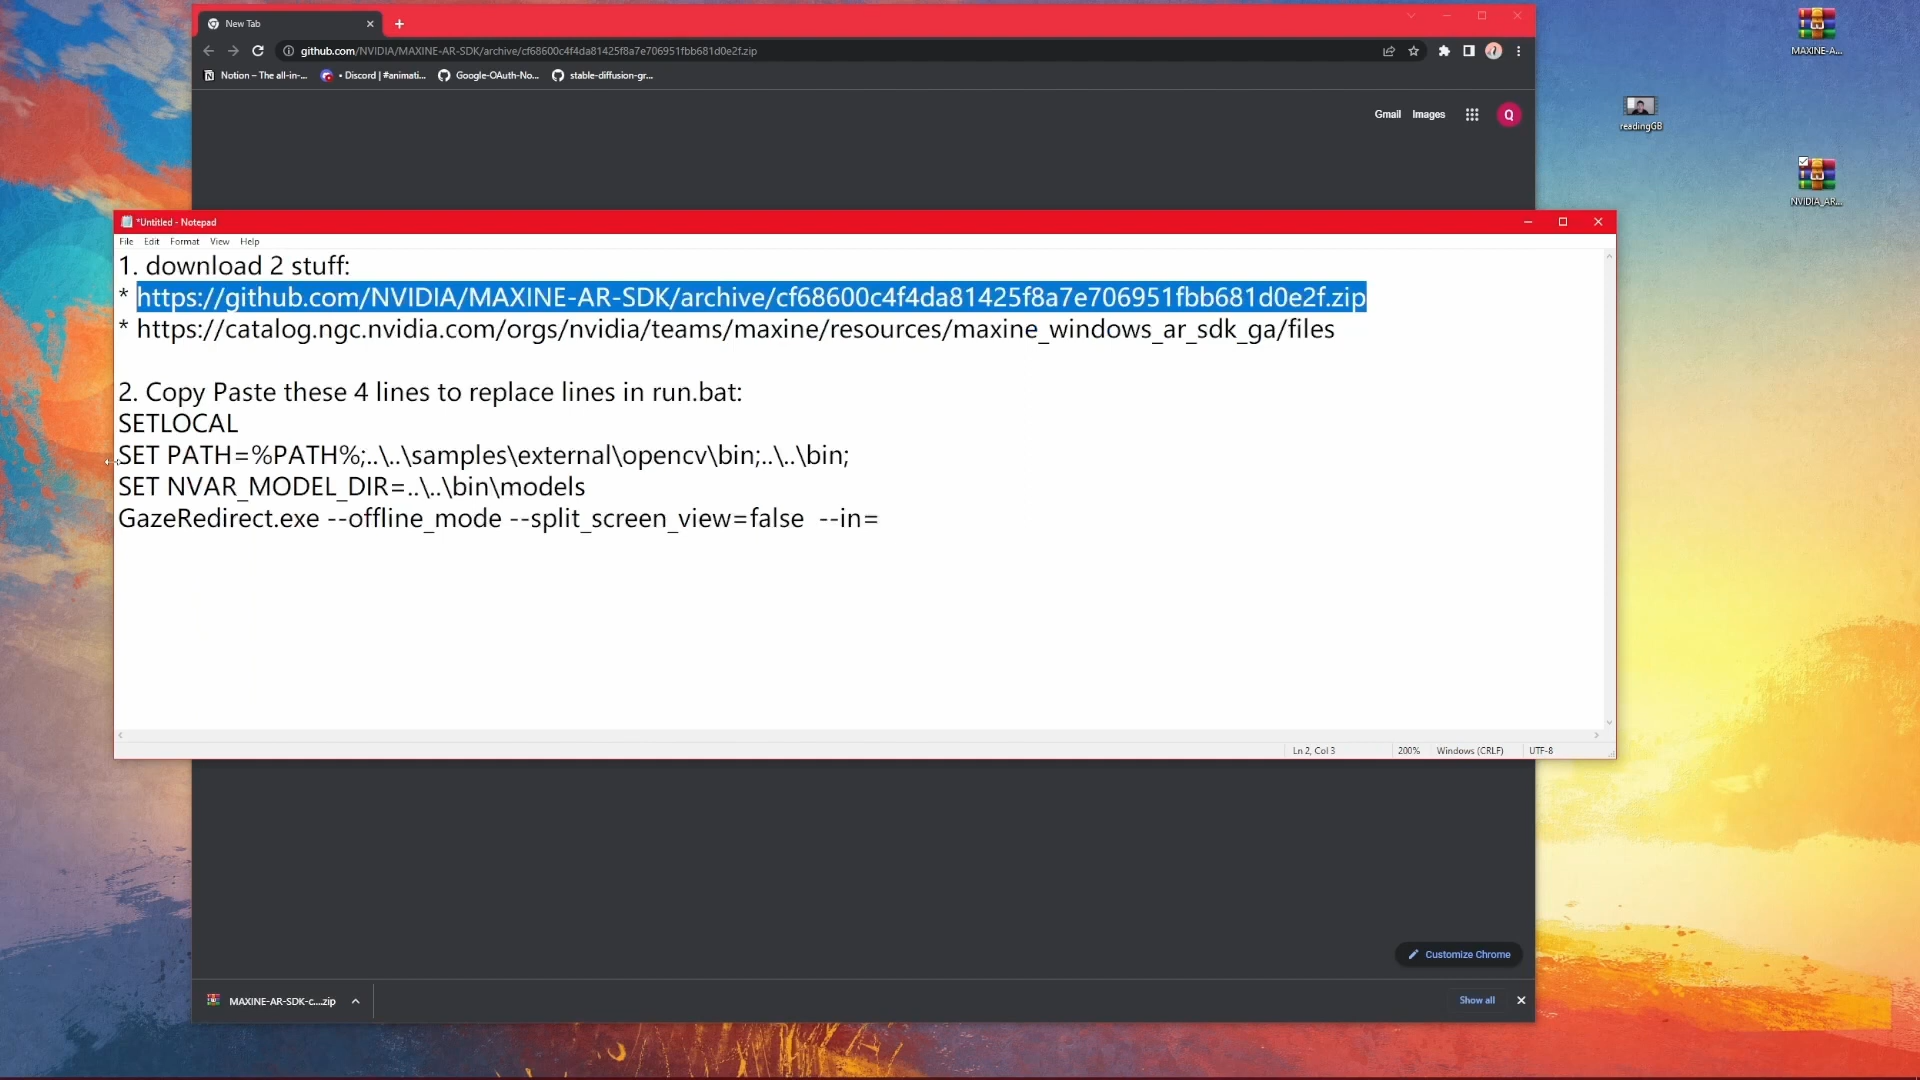 New Tab
github.com/NVIDIA/MAXINE-AR-SDK/archive/cf68600c4f4da81425f8a7e706951fbb681d0e2f.zip
Notion – The all-in-... • Discord | #animati... Google-OAuth-No... stable-diffusion-gr...
Gmail Images Q
MAXINE-A...
readingGB
NVIDIA_AR...
*Untitled - Notepad
File Edit Format View Help
1. download 2 stuff:
* https://github.com/NVIDIA/MAXINE-AR-SDK/archive/cf68600c4f4da81425f8a7e706951fbb681d0e2f.zip
* https://catalog.ngc.nvidia.com/orgs/nvidia/teams/maxine/resources/maxine_windows_ar_sdk_ga/files
2. Copy Paste these 4 lines to replace lines in run.bat:
SETLOCAL
SET PATH=%PATH%;..\..\samples\external\opencv\bin;..\..\bin;
SET NVAR_MODEL_DIR=..\..\bin\models
GazeRedirect.exe --offline_mode --split_screen_view=false  --in=
Ln 2, Col 3 200% Windows (CRLF) UTF-8
Customize Chrome
MAXINE-AR-SDK-c....zip Show all